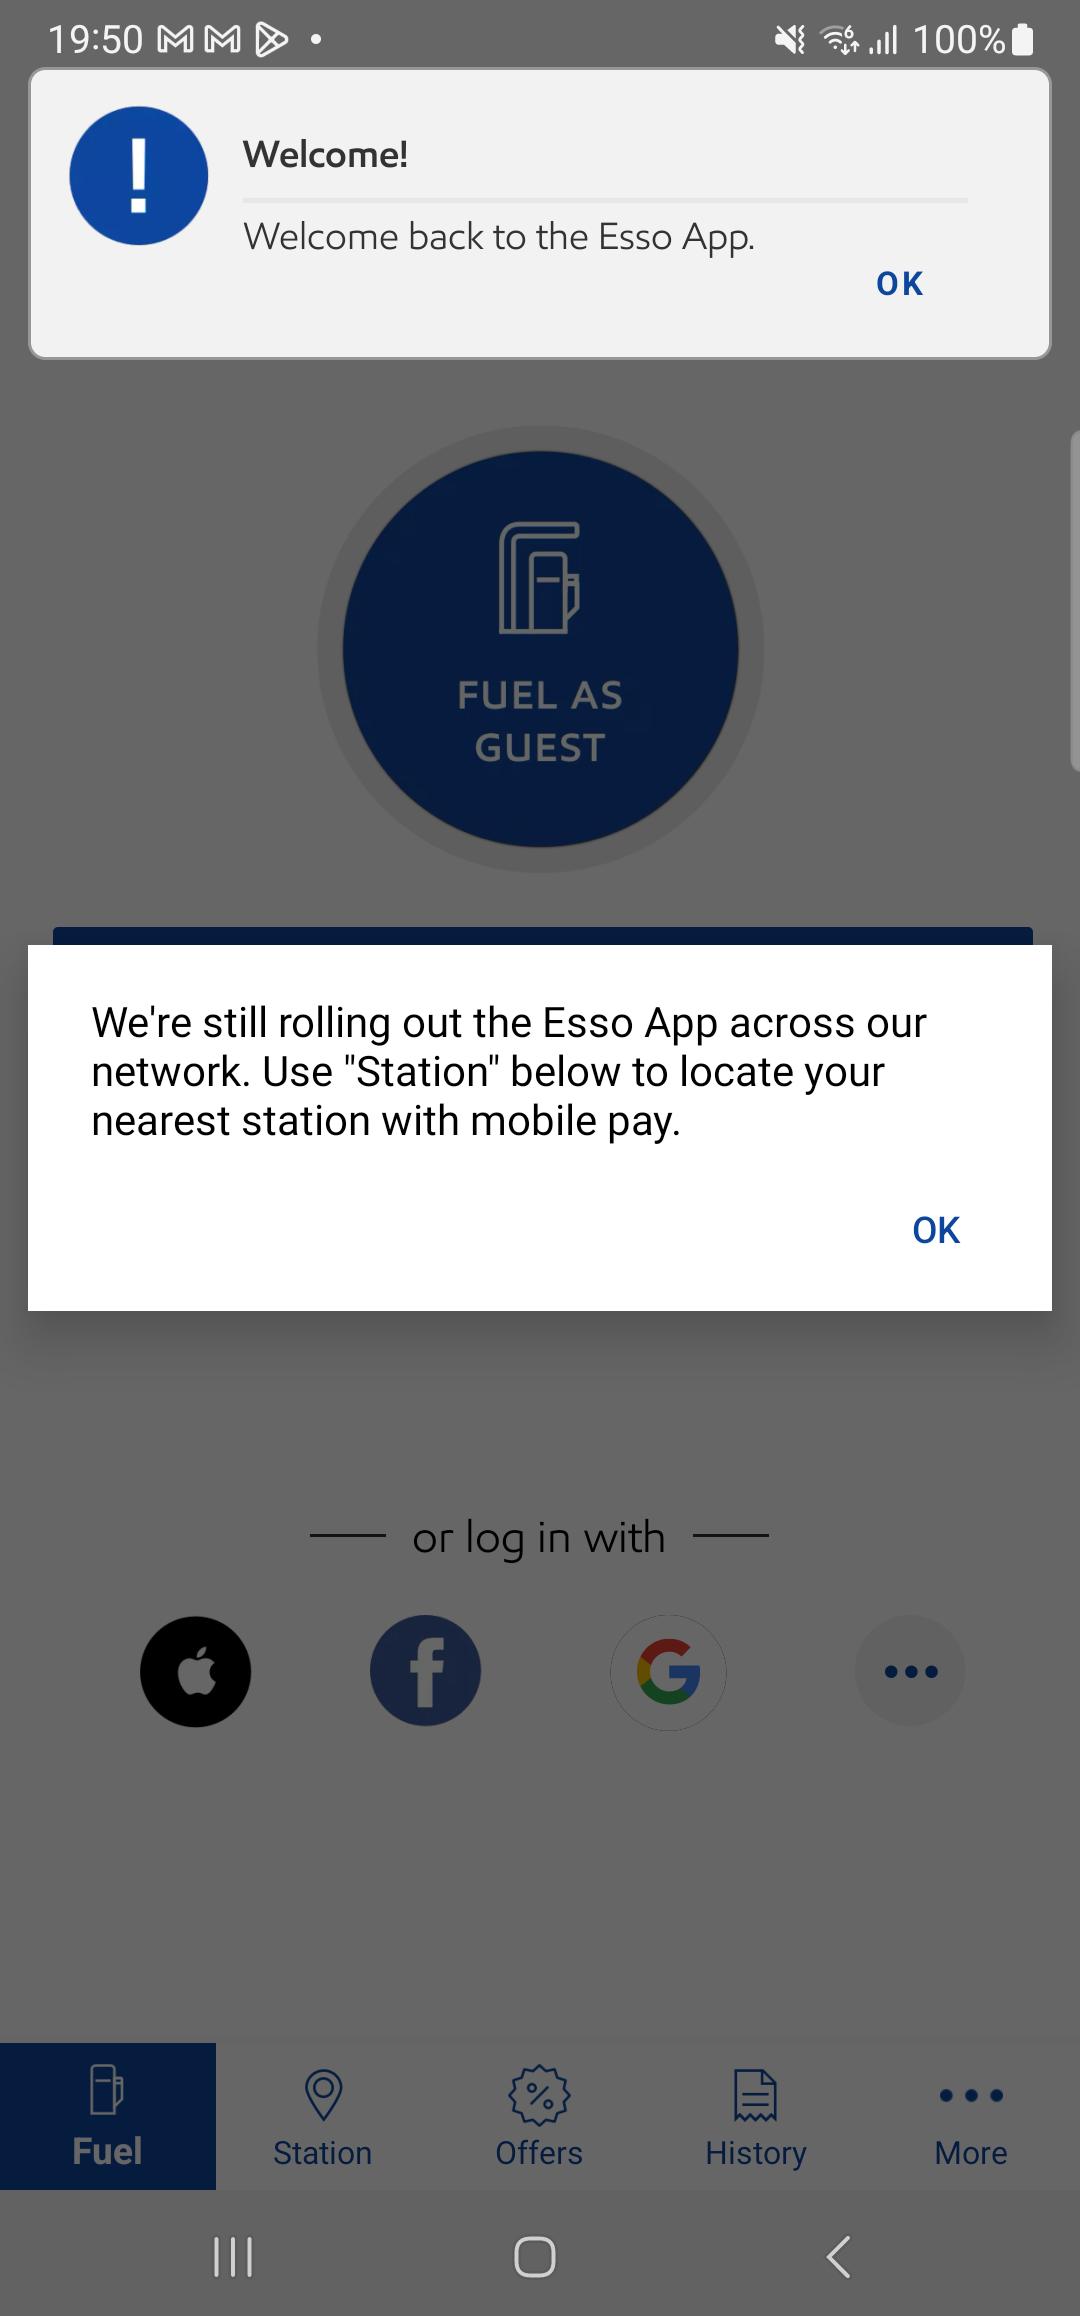 19:50
6
100%
Welcome!
Welcome back to the Esso App.
OK
FUEL AS
GUEST
We're still rolling out the Esso App across our
network. Use "Station" below to locate your
nearest station with mobile pay.
OK
or log in with
Fuel
Station
Offers
History
More